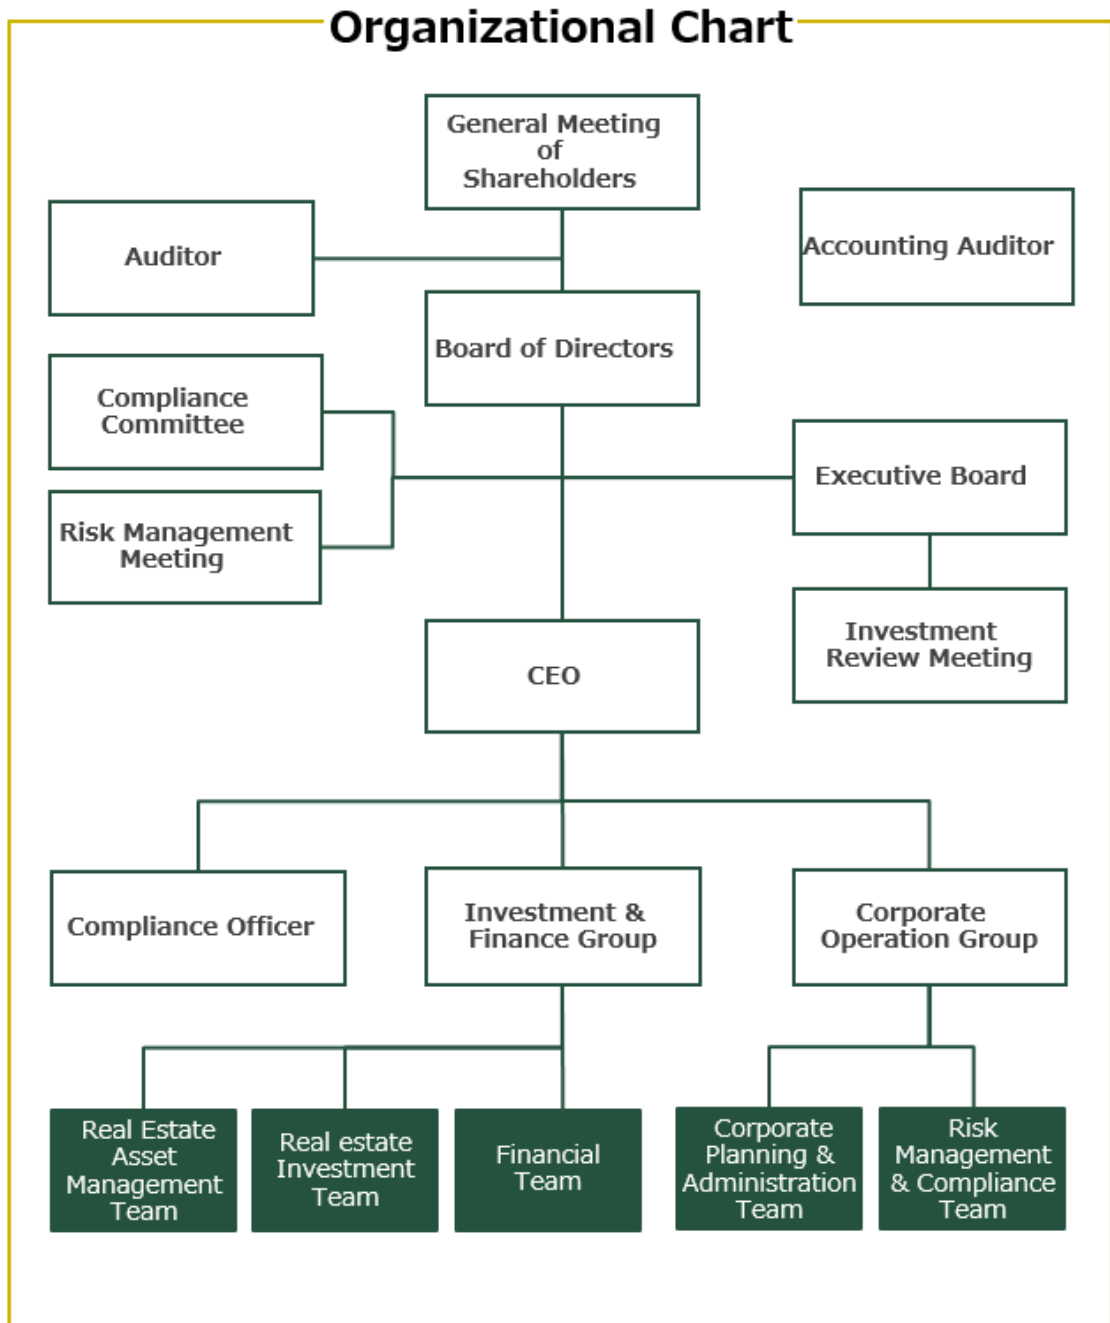 Organizational Chart
General Meeting
of
Shareholders
Auditor
Accounting Auditor
Board of Directors
Compliance
Committee
Executive Board
Risk Management
Meeting
Investment
Review Meeting
CEO
Compliance Officer
Investment &
Finance Group
Corporate
Operation Group
Real Estate
Asset
Management
Team
Real estate
Investment
Team
Financial
Team
Corporate
Planning &
Administration
Team
Risk
Management
& Compliance
Team